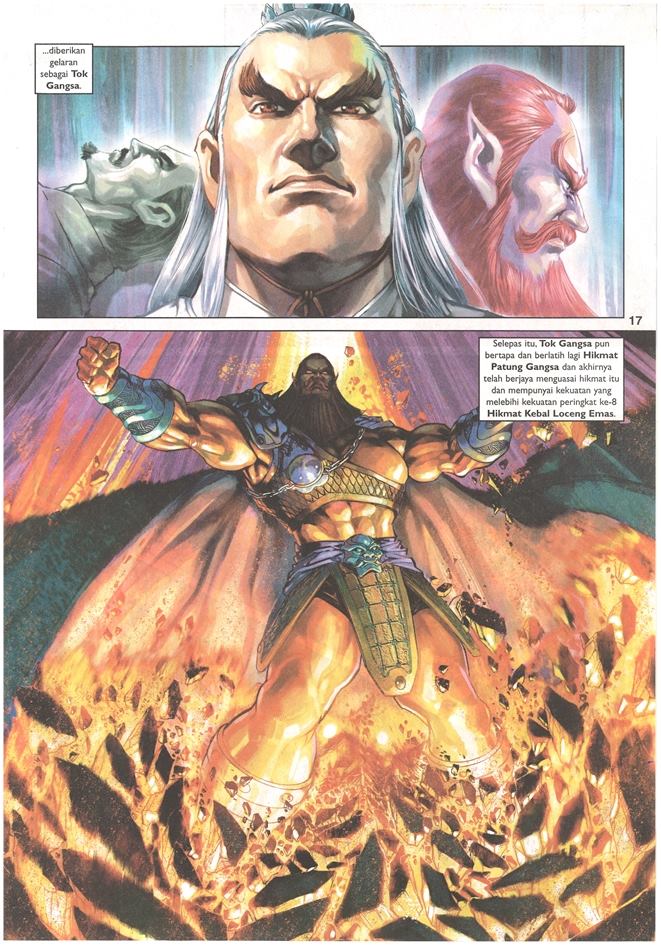 ...diberikan
gelaran
sebagai Tok
Gangsa.
17
Selepas itu, Tok Gangsa pun
bertapa dan berlatih lagi Hikmat
Patung Gangsa dan akhirnya
telah berjaya menguasai hikmat itu
dan mempunyai kekuatan yang
melebihi kekuatan peringkat ke-8
Hikmat Kebal Loceng Emas.